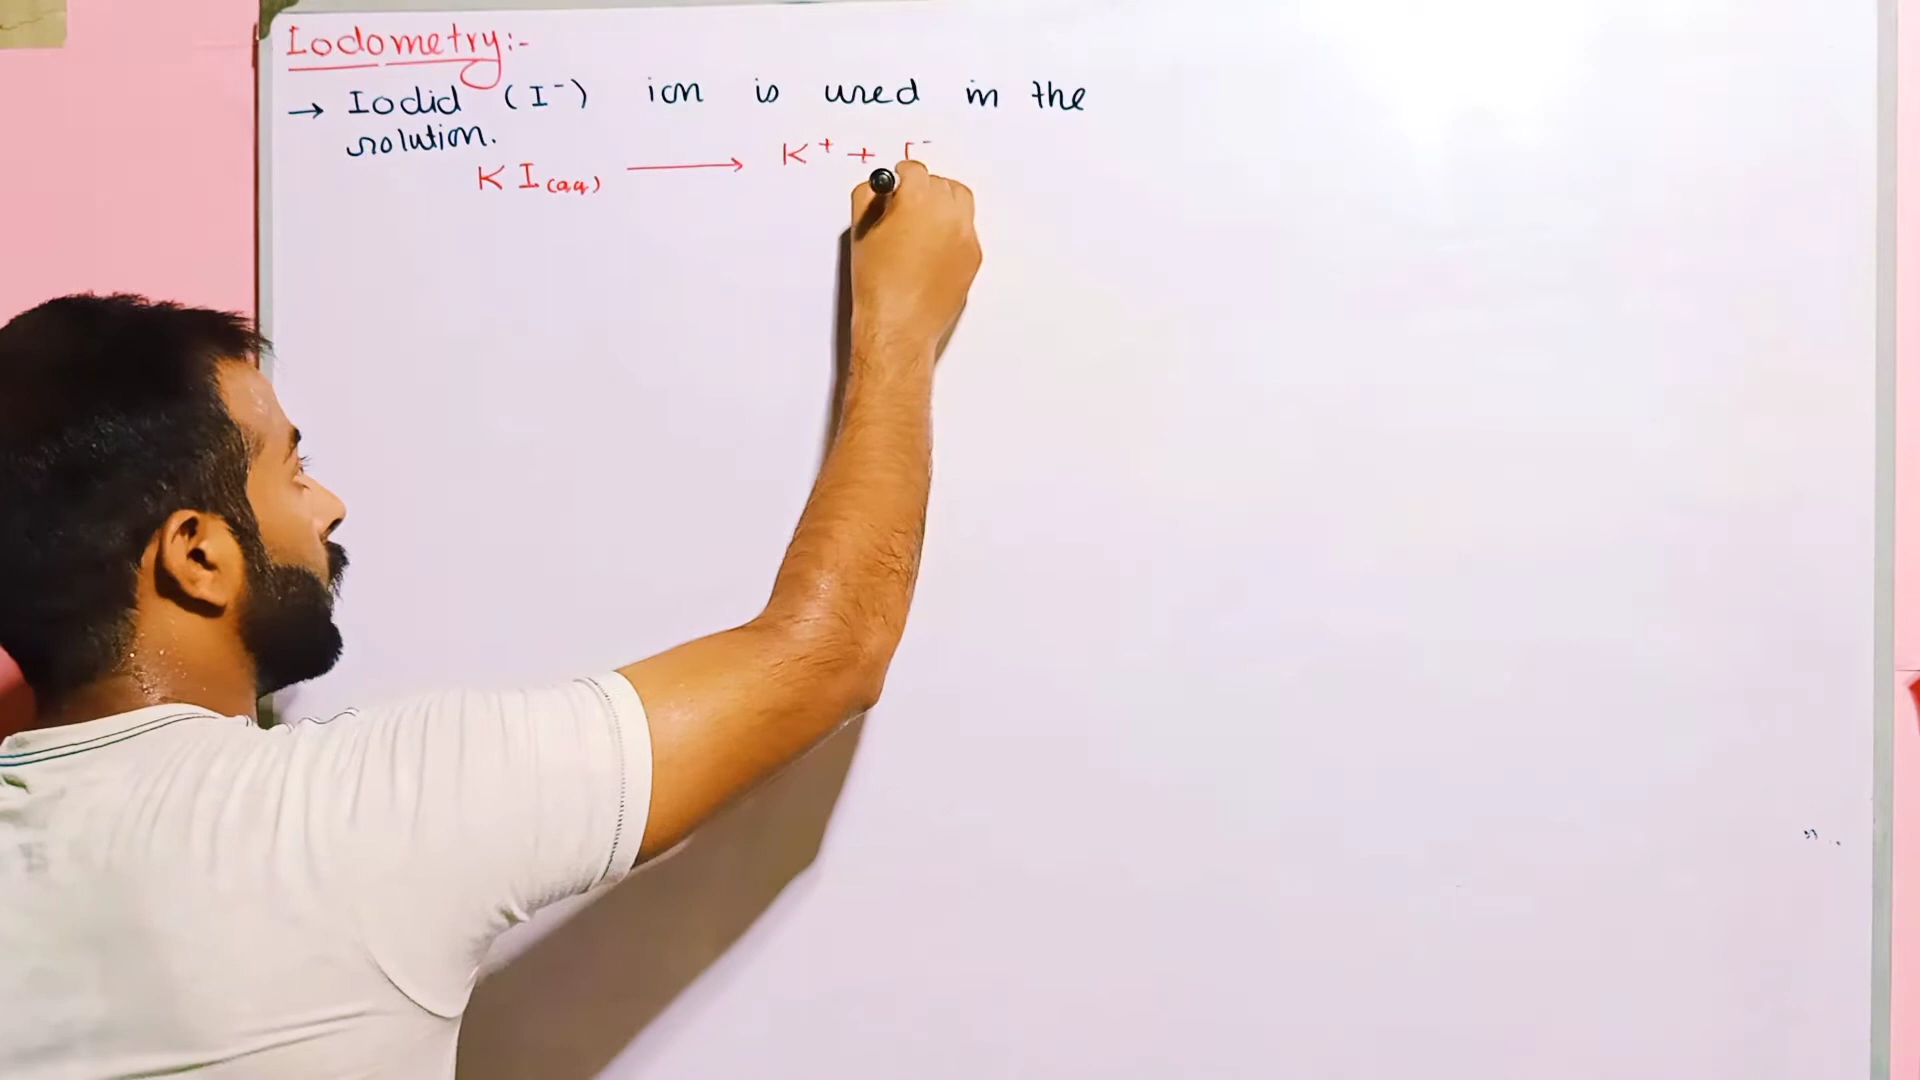 Iodometry:-
→ Iodid (I⁻) ion is used in the
solution.
KI(aq) ⟶ K⁺ + I⁻